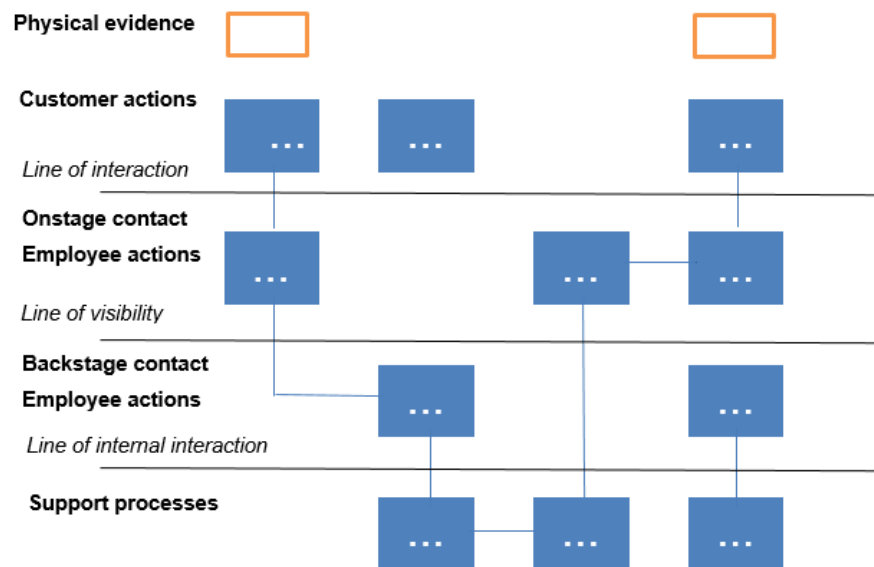 Physical evidence
Customer actions
... ... ...
Line of interaction
Onstage contact
Employee actions
... ... ...
Line of visibility
Backstage contact
Employee actions
... ...
Line of internal interaction
Support processes
... ... ...